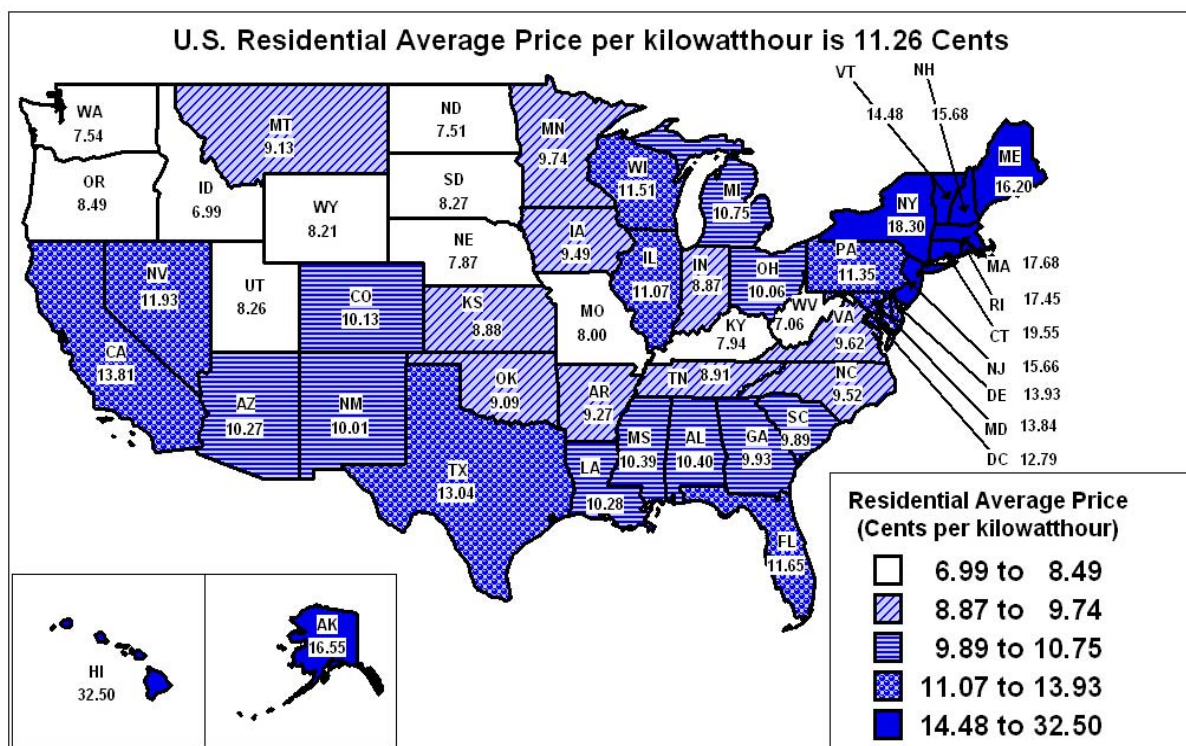 U.S. Residential Average Price per kilowatthour is 11.26 Cents
VT
14.48
NH
15.68
WA
7.54
MT
9.13
ND
7.51
MN
9.74
ME
16.20
OR
8.49
ID
6.99
WY
8.21
SD
8.27
WI
11.51
MI
10.75
NY
18.30
NE
7.87
IA
9.49
PA
11.35
NV
11.93
UT
8.26
CO
10.13
KS
8.88
MO
8.00
IL
11.07
IN
8.87
OH
10.06
WV
7.06
VA
9.62
KY
7.94
CA
13.81
AZ
10.27
NM
10.01
OK
9.09
AR
9.27
TN 8.91
NC
9.52
SC
9.89
TX
13.04
LA
10.28
MS
10.39
AL
10.40
GA
9.93
FL
11.65
MA 17.68
RI 17.45
CT 19.55
NJ 15.66
DE 13.93
MD 13.84
DC 12.79
HI
32.50
AK
16.55
Residential Average Price
(Cents per kilowatthour)
6.99 to 8.49
8.87 to 9.74
9.89 to 10.75
11.07 to 13.93
14.48 to 32.50